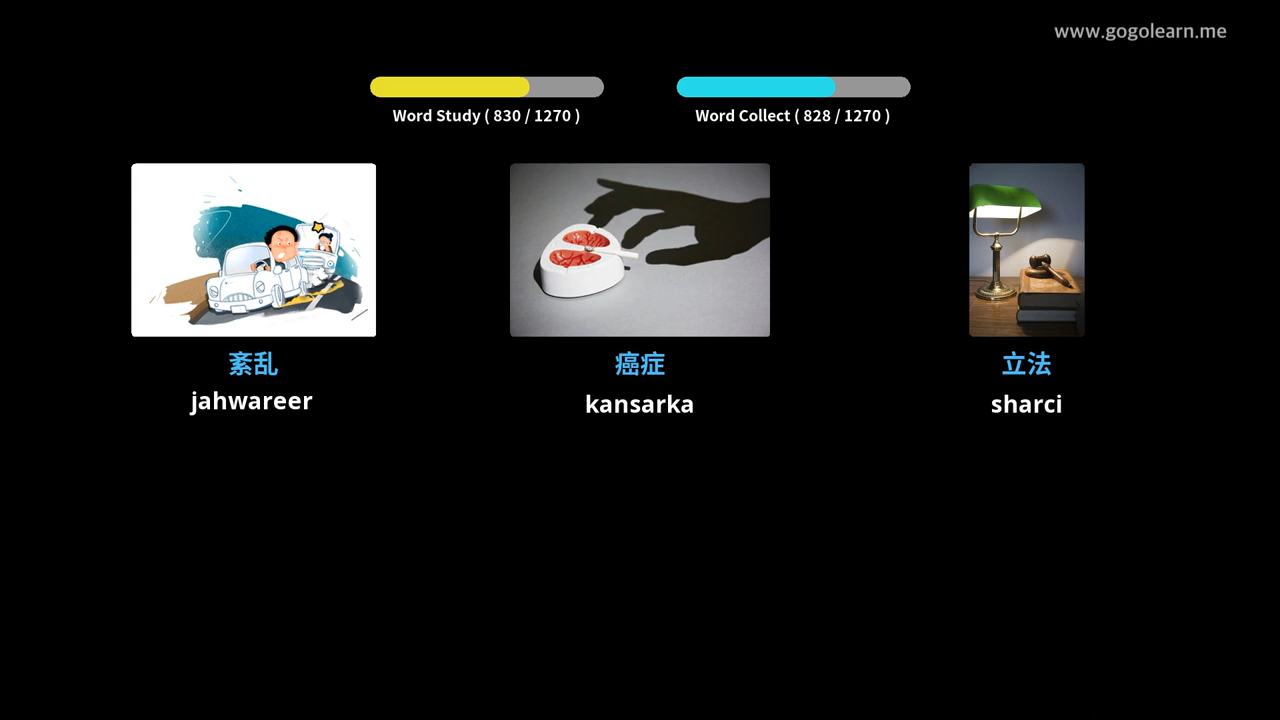 www.gogolearn.me
Word Study ( 830 / 1270 )
Word Collect ( 828 / 1270 )
紊乱
jahwareer
癌症
kansarka
立法
sharci